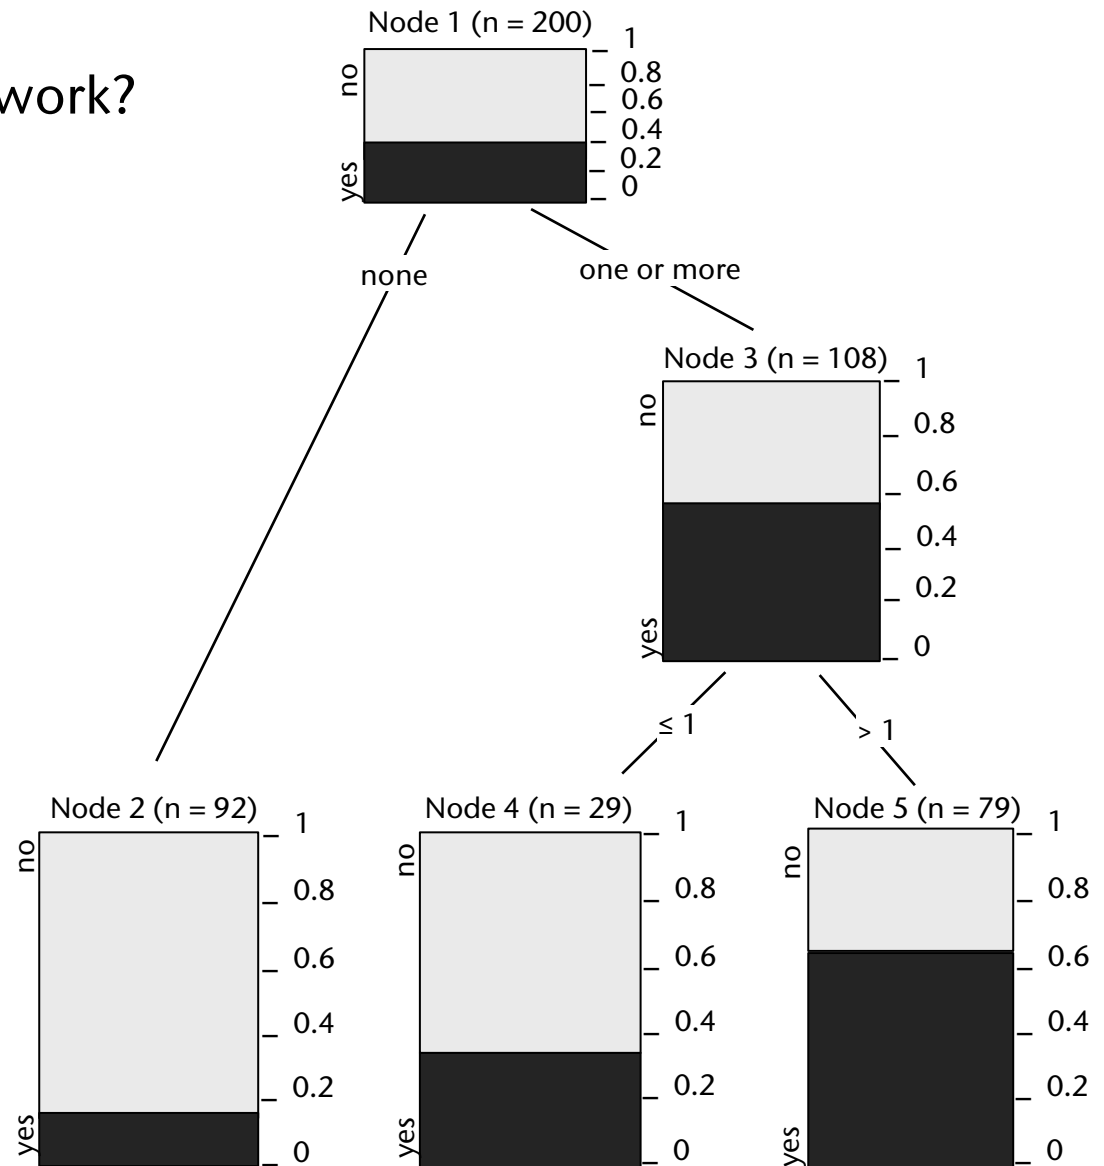 work?
Node 1 (n = 200)
no
yes
1
0.8
0.6
0.4
0.2
0
none
one or more
Node 3 (n = 108)
no
yes
1
0.8
0.6
0.4
0.2
0
≤ 1
> 1
Node 2 (n = 92)
no
yes
1
0.8
0.6
0.4
0.2
0
Node 4 (n = 29)
no
yes
1
0.8
0.6
0.4
0.2
0
Node 5 (n = 79)
no
yes
1
0.8
0.6
0.4
0.2
0